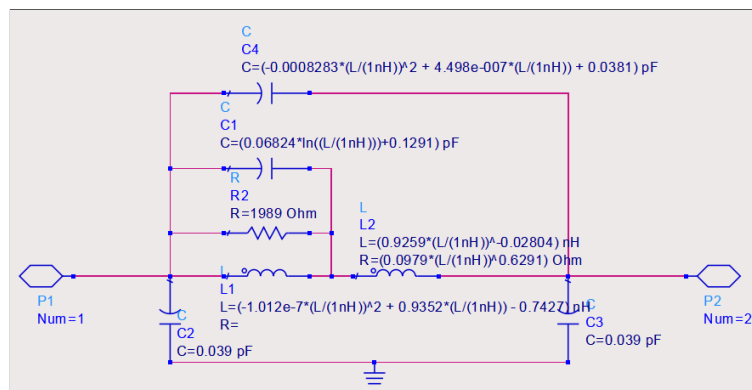 C
C4
C=(-0.0008283*(L/(1nH))^2 + 4.498e-007*(L/(1nH)) + 0.0381) pF
C
C1
C=(0.06824*ln((L/(1nH)))+0.1291) pF
R
R2
R=1989 Ohm
L
L2
L=(0.9259*(L/(1nH))^-0.02804) nH
R=(0.0979*(L/(1nH))^0.6291) Ohm
L
L1
L=(-1.012e-7*(L/(1nH))^2 + 0.9352*(L/(1nH)) - 0.7427) nH
R=
P1
Num=1
C
C2
C=0.039 pF
C
C3
C=0.039 pF
P2
Num=2